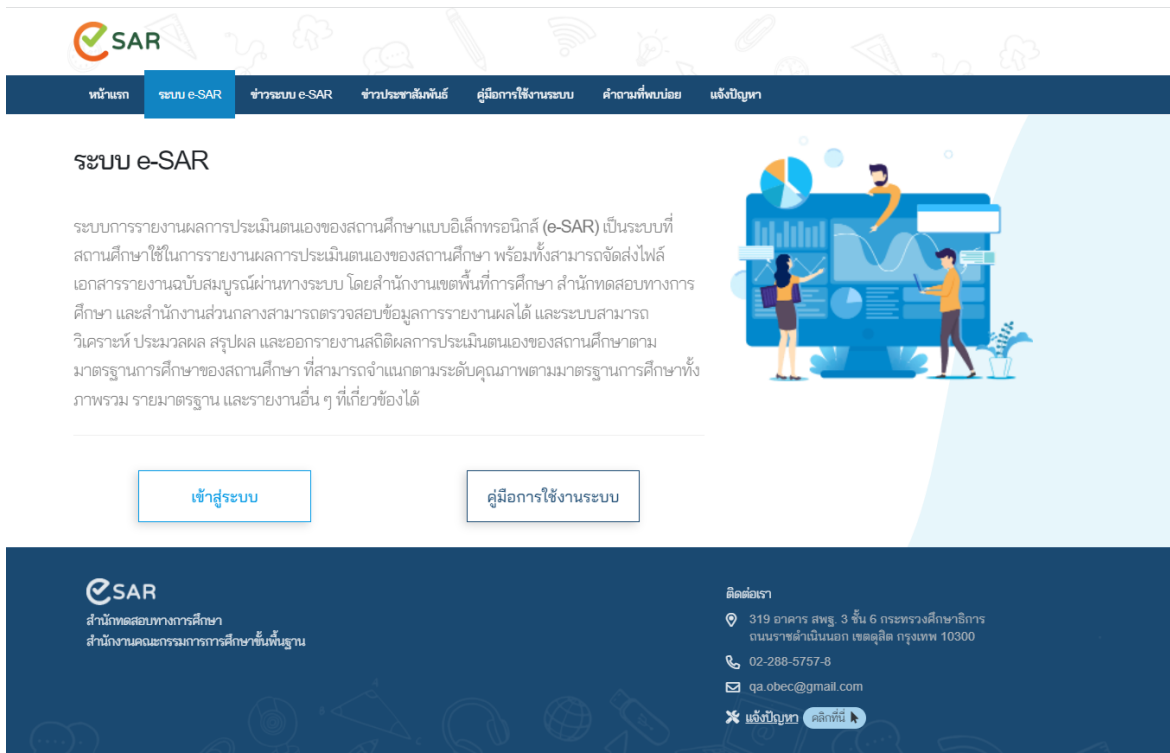 eSAR
หน้าแรก ระบบ e-SAR ข่าวระบบ e-SAR ข่าวประชาสัมพันธ์ คู่มือการใช้งานระบบ คำถามที่พบบ่อย แจ้งปัญหา
ระบบ e-SAR
ระบบการรายงานผลการประเมินตนเองของสถานศึกษาแบบอิเล็กทรอนิกส์ (e-SAR) เป็นระบบที่
สถานศึกษาใช้ในการรายงานผลการประเมินตนเองของสถานศึกษา พร้อมทั้งสามารถจัดส่งไฟล์
เอกสารรายงานฉบับสมบูรณ์ผ่านทางระบบ โดยสำนักงานเขตพื้นที่การศึกษา สำนักทดสอบทางการ
ศึกษา และสำนักงานส่วนกลางสามารถตรวจสอบข้อมูลการรายงานผลได้ และระบบสามารถ
วิเคราะห์ ประมวลผล สรุปผล และออกรายงานสถิติผลการประเมินตนเองของสถานศึกษาตาม
มาตรฐานการศึกษาของสถานศึกษา ที่สามารถจำแนกตามระดับคุณภาพตามมาตรฐานการศึกษาทั้ง
ภาพรวม รายมาตรฐาน และรายงานอื่น ๆ ที่เกี่ยวข้องได้
เข้าสู่ระบบ คู่มือการใช้งานระบบ
eSAR
สำนักทดสอบทางการศึกษา
สำนักงานคณะกรรมการการศึกษาขั้นพื้นฐาน
ติดต่อเรา
319 อาคาร สพฐ. 3 ชั้น 6 กระทรวงศึกษาธิการ
ถนนราชดำเนินนอก เขตดุสิต กรุงเทพ 10300
02-288-5757-8
qa.obec@gmail.com
แจ้งปัญหา คลิกที่นี่